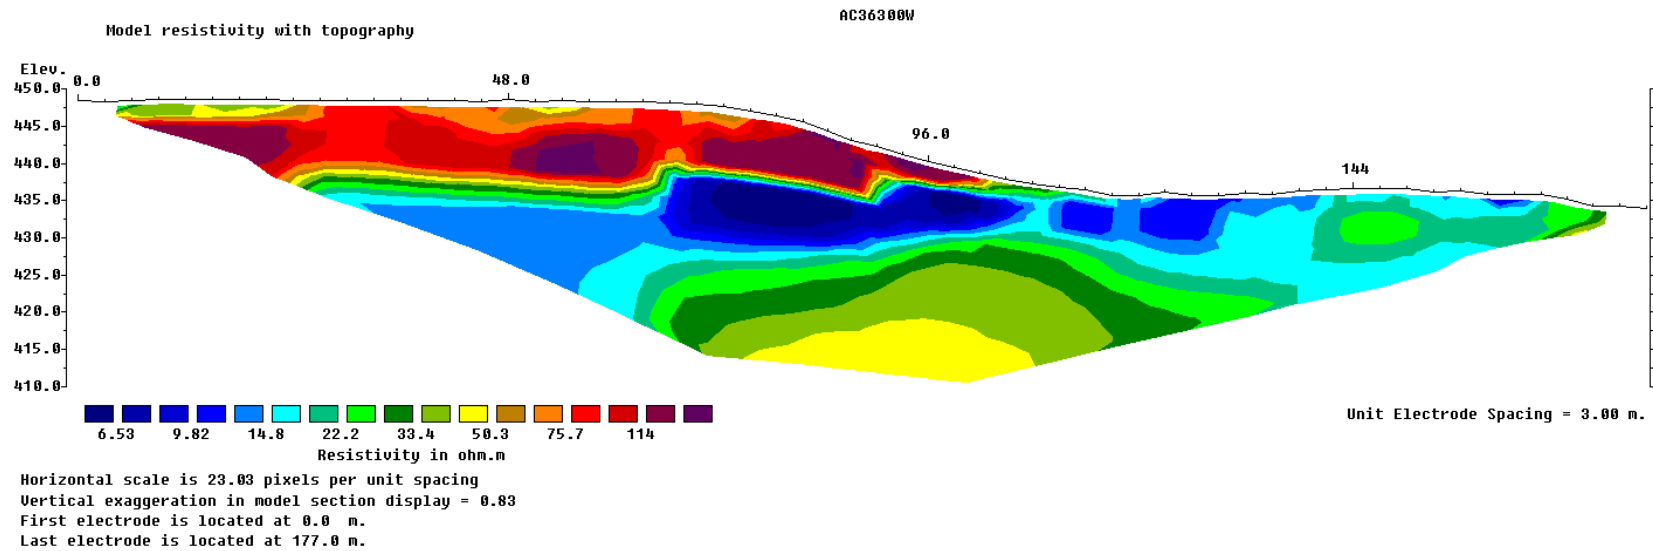 AC36300W
Model resistivity with topography
Elev.
0.0 48.0 96.0 144
450.0
445.0
440.0
435.0
430.0
425.0
420.0
415.0
410.0
6.53 9.82 14.8 22.2 33.4 50.3 75.7 114
Resistivity in ohm.m
Unit Electrode Spacing = 3.00 m.
Horizontal scale is 23.03 pixels per unit spacing
Vertical exaggeration in model section display = 0.83
First electrode is located at 0.0 m.
Last electrode is located at 177.0 m.